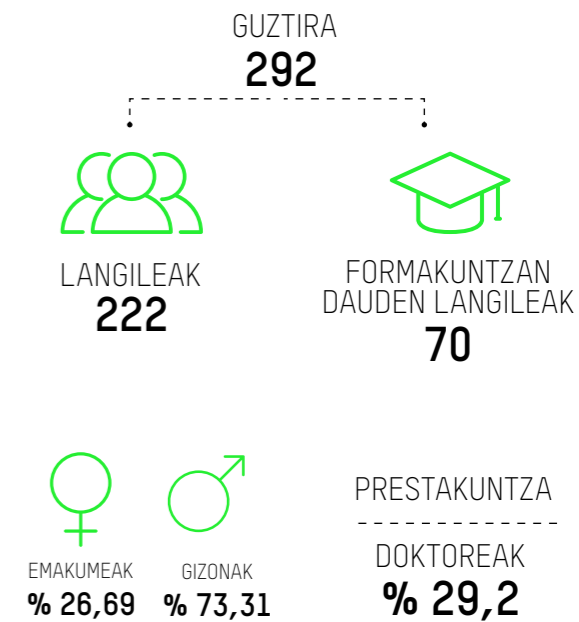 GUZTIRA
292
LANGILEAK
222
FORMAKUNTZAN
DAUDEN LANGILEAK
70
EMAKUMEAK
% 26,69
GIZONAK
% 73,31
PRESTAKUNTZA
DOKTOREAK
% 29,2